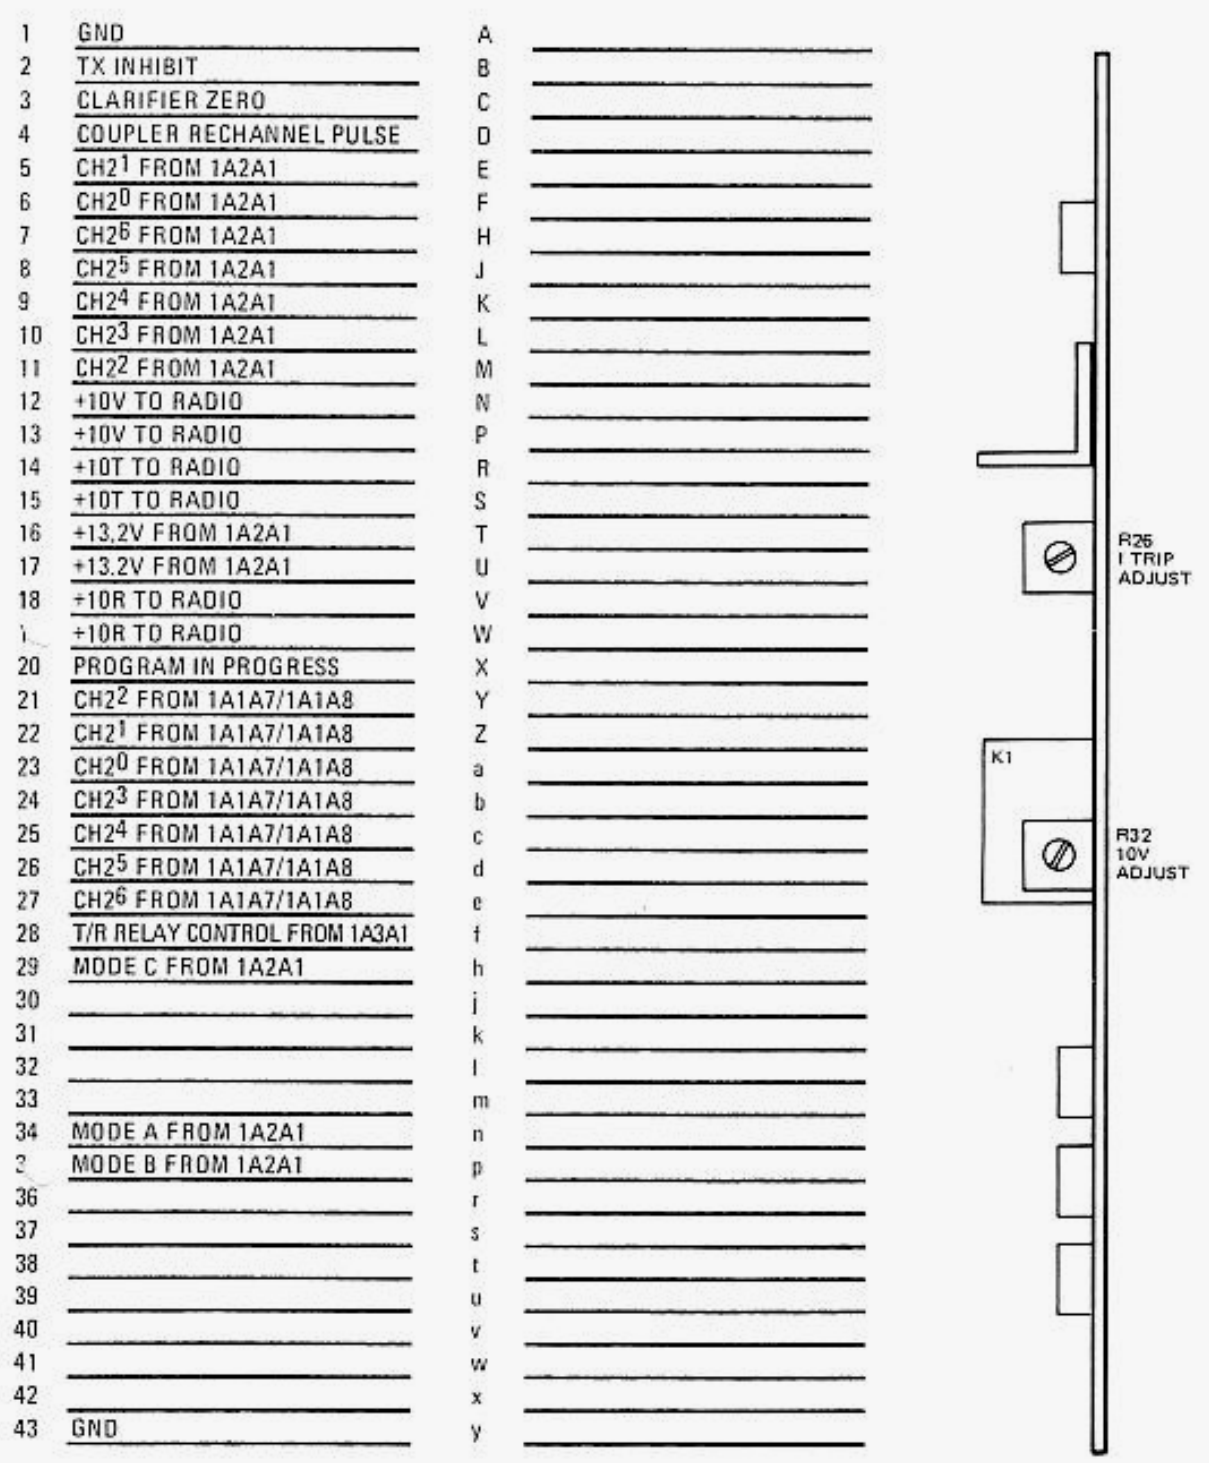 1 GND A
2 TX INHIBIT B
3 CLARIFIER ZERO C
4 COUPLER RECHANNEL PULSE D
5 CH2¹ FROM 1A2A1 E
6 CH2⁰ FROM 1A2A1 F
7 CH2⁶ FROM 1A2A1 H
8 CH2⁵ FROM 1A2A1 J
9 CH2⁴ FROM 1A2A1 K
10 CH2³ FROM 1A2A1 L
11 CH2² FROM 1A2A1 M
12 +10V TO RADIO N
13 +10V TO RADIO P
14 +10T TO RADIO R
15 +10T TO RADIO S
16 +13,2V FROM 1A2A1 T
17 +13.2V FROM 1A2A1 U
18 +10R TO RADIO V
+10R TO RADIO W
20 PROGRAM IN PROGRESS X
21 CH2² FROM 1A1A7/1A1A8 Y
22 CH2¹ FROM 1A1A7/1A1A8 Z
23 CH2⁰ FROM 1A1A7/1A1A8 a
24 CH2³ FROM 1A1A7/1A1A8 b
25 CH2⁴ FROM 1A1A7/1A1A8 c
26 CH2⁵ FROM 1A1A7/1A1A8 d
27 CH2⁶ FROM 1A1A7/1A1A8 e
28 T/R RELAY CONTROL FROM 1A3A1 f
29 MODE C FROM 1A2A1 h
30 j
31 k
32 l
33 m
34 MODE A FROM 1A2A1 n
MODE B FROM 1A2A1 p
36 r
37 s
38 t
39 u
40 v
41 w
42 x
43 GND y
R26
I TRIP
ADJUST
K1
R32
10V
ADJUST